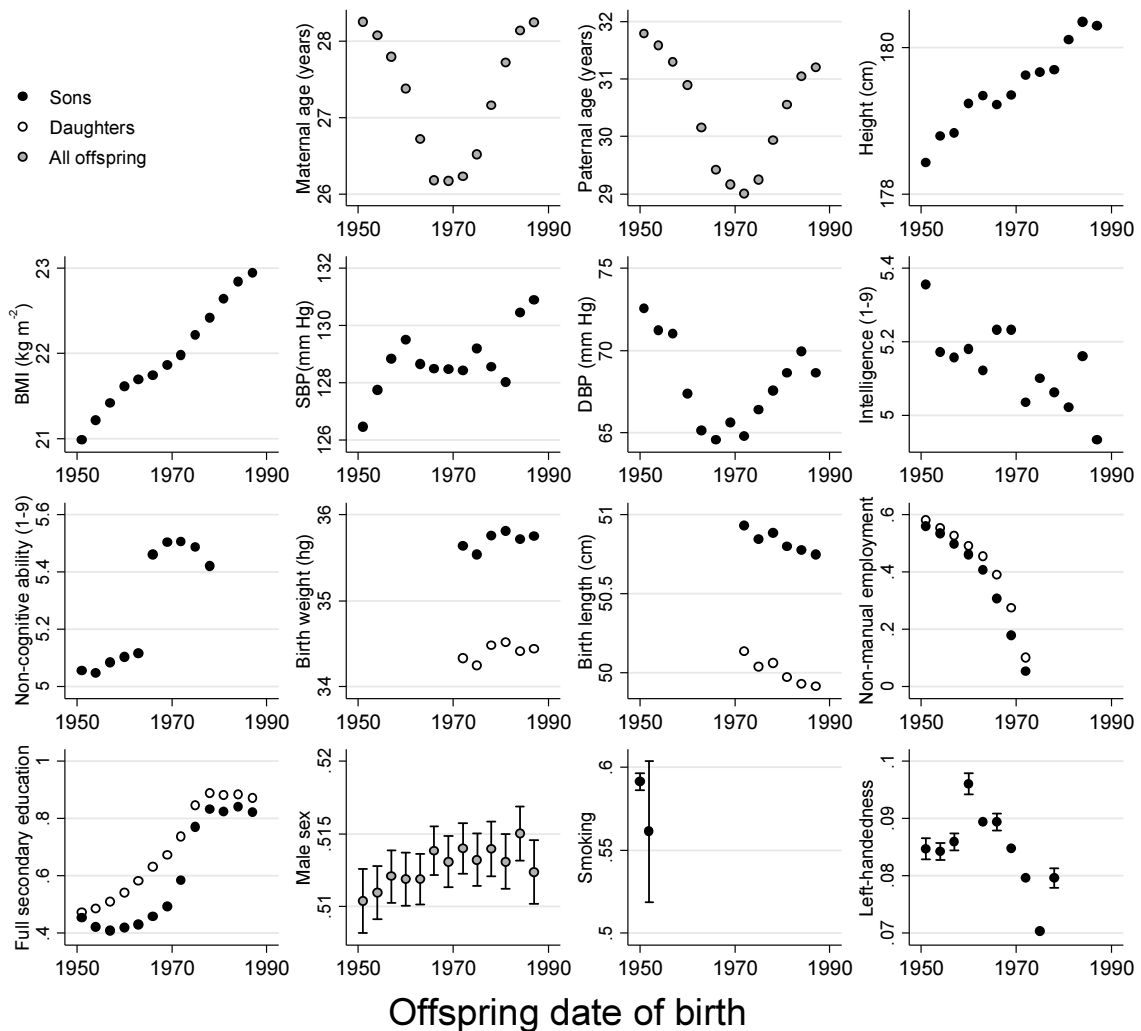 Sons
Daughters
All offspring
Maternal age (years)
28
27
26
1950 1970 1990
Paternal age (years)
32
31
30
29
1950 1970 1990
Height (cm)
180
178
1950 1970 1990
BMI (kg m-2)
23
22
21
1950 1970 1990
SBP(mm Hg)
132
130
128
126
1950 1970 1990
DBP (mm Hg)
75
70
65
1950 1970 1990
Intelligence (1-9)
5.4
5.2
5
1950 1970 1990
Non-cognitive ability (1-9)
5.6
5.4
5.2
5
1950 1970 1990
Birth weight (hg)
36
35
34
1950 1970 1990
Birth length (cm)
51
50.5
50
1950 1970 1990
Non-manual employment
.6
.4
.2
0
1950 1970 1990
Full secondary education
1
.8
.6
.4
1950 1970 1990
Male sex
.52
.515
.51
1950 1970 1990
Smoking
.6
.55
.5
1950 1970 1990
Left-handedness
.1
.09
.08
.07
1950 1970 1990
Offspring date of birth